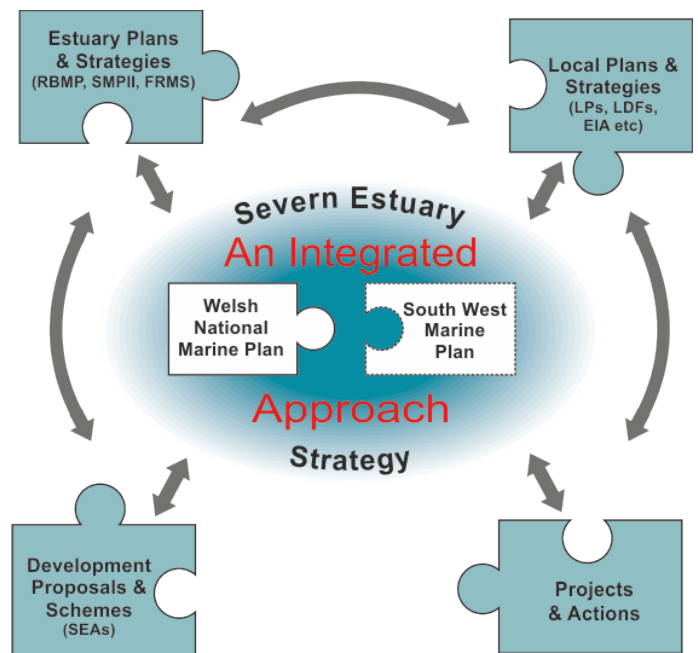 Estuary Plans
& Strategies
(RBMP, SMPII, FRMS)
Local Plans &
Strategies
(LPs, LDFs,
EIA etc)
Severn Estuary
An Integrated
Welsh
National
Marine Plan
South West
Marine
Plan
Approach
Strategy
Development
Proposals &
Schemes
(SEAs)
Projects
& Actions